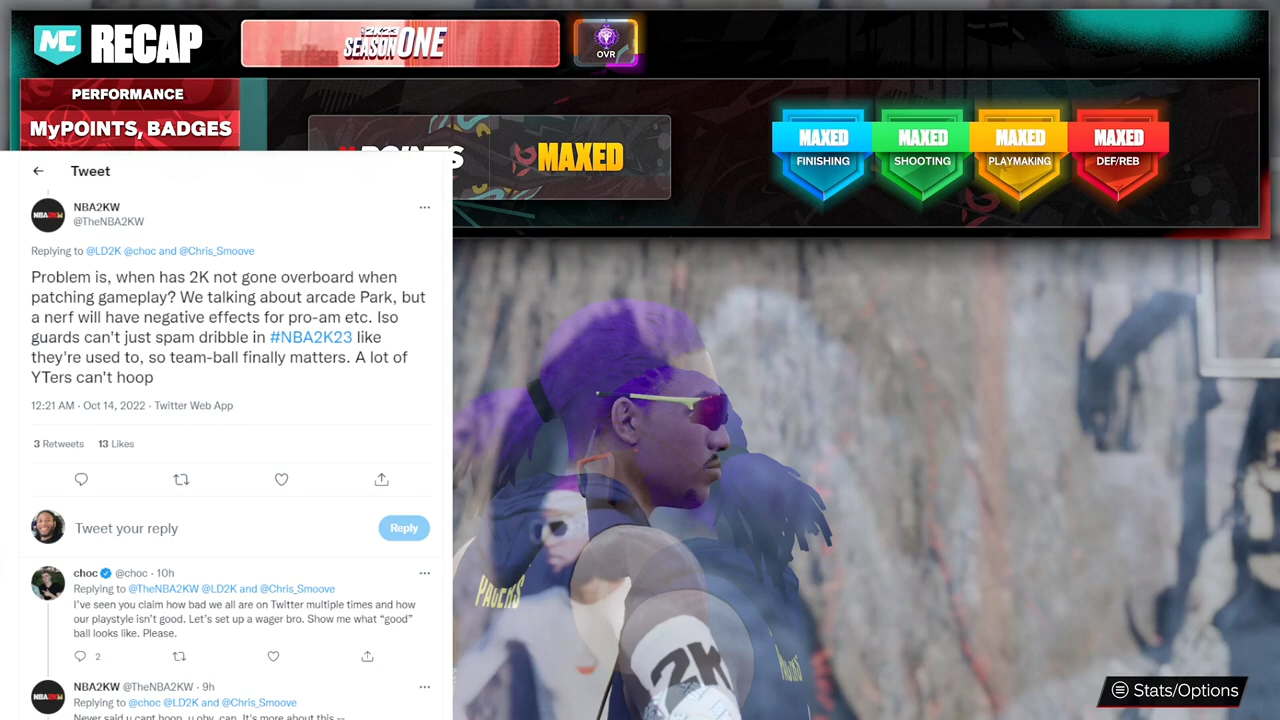 MC RECAP
2K23 SEASON ONE
OVR
PERFORMANCE
MyPOINTS, BADGES
MAXED
MAXED
FINISHING
MAXED
SHOOTING
MAXED
PLAYMAKING
MAXED
DEF/REB
Tweet
NBA2KW
@TheNBA2KW
Replying to @LD2K @choc and @Chris_Smoove
Problem is, when has 2K not gone overboard when
patching gameplay? We talking about arcade Park, but
a nerf will have negative effects for pro-am etc. Iso
guards can't just spam dribble in #NBA2K23 like
they're used to, so team-ball finally matters. A lot of
YTers can't hoop
12:21 AM · Oct 14, 2022 · Twitter Web App
3 Retweets 13 Likes
Tweet your reply
Reply
choc @choc · 10h
Replying to @TheNBA2KW @LD2K and @Chris_Smoove
I've seen you claim how bad we all are on Twitter multiple times and how
our playstyle isn't good. Let's set up a wager bro. Show me what “good”
ball looks like. Please.
2
NBA2KW @TheNBA2KW · 9h
Replying to @choc @LD2K and @Chris_Smoove
PACERS
2K
Stats/Options